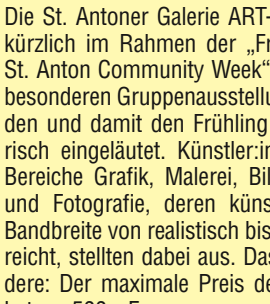 Die St. Antoner Galerie ART-
kürzlich im Rahmen der „Fr
St. Anton Community Week“
besonderen Gruppenausstellu
den und damit den Frühling
risch eingeläutet. Künstler:in
Bereiche Grafik, Malerei, Bil
und Fotografie, deren küns
Bandbreite von realistisch bis
reicht, stellten dabei aus. Das
dere: Der maximale Preis de